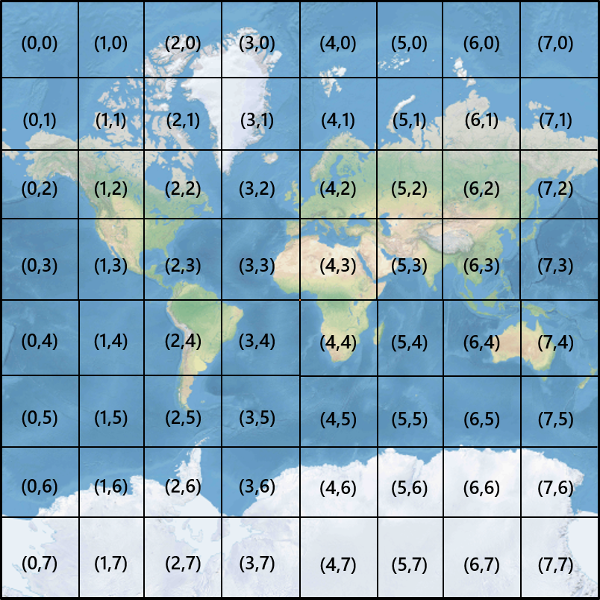 (0,0) (1,0) (2,0) (3,0) (4,0) (5,0) (6,0) (7,0)
(0,1) (1,1) (2,1) (3,1) (4,1) (5,1) (6,1) (7,1)
(0,2) (1,2) (2,2) (3,2) (4,2) (5,2) (6,2) (7,2)
(0,3) (1,3) (2,3) (3,3) (4,3) (5,3) (6,3) (7,3)
(0,4) (1,4) (2,4) (3,4) (4,4) (5,4) (6,4) (7,4)
(0,5) (1,5) (2,5) (3,5) (4,5) (5,5) (6,5) (7,5)
(0,6) (1,6) (2,6) (3,6) (4,6) (5,6) (6,6) (7,6)
(0,7) (1,7) (2,7) (3,7) (4,7) (5,7) (6,7) (7,7)